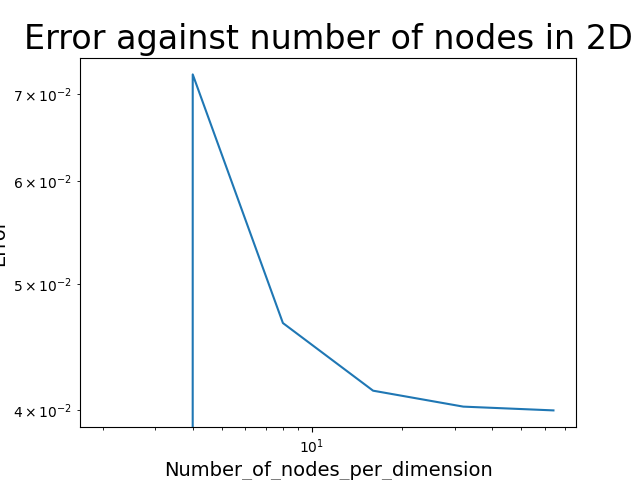 Error against number of nodes in 2D
7 × 10⁻²
6 × 10⁻²
5 × 10⁻²
4 × 10⁻²
Error
10¹
Number_of_nodes_per_dimension